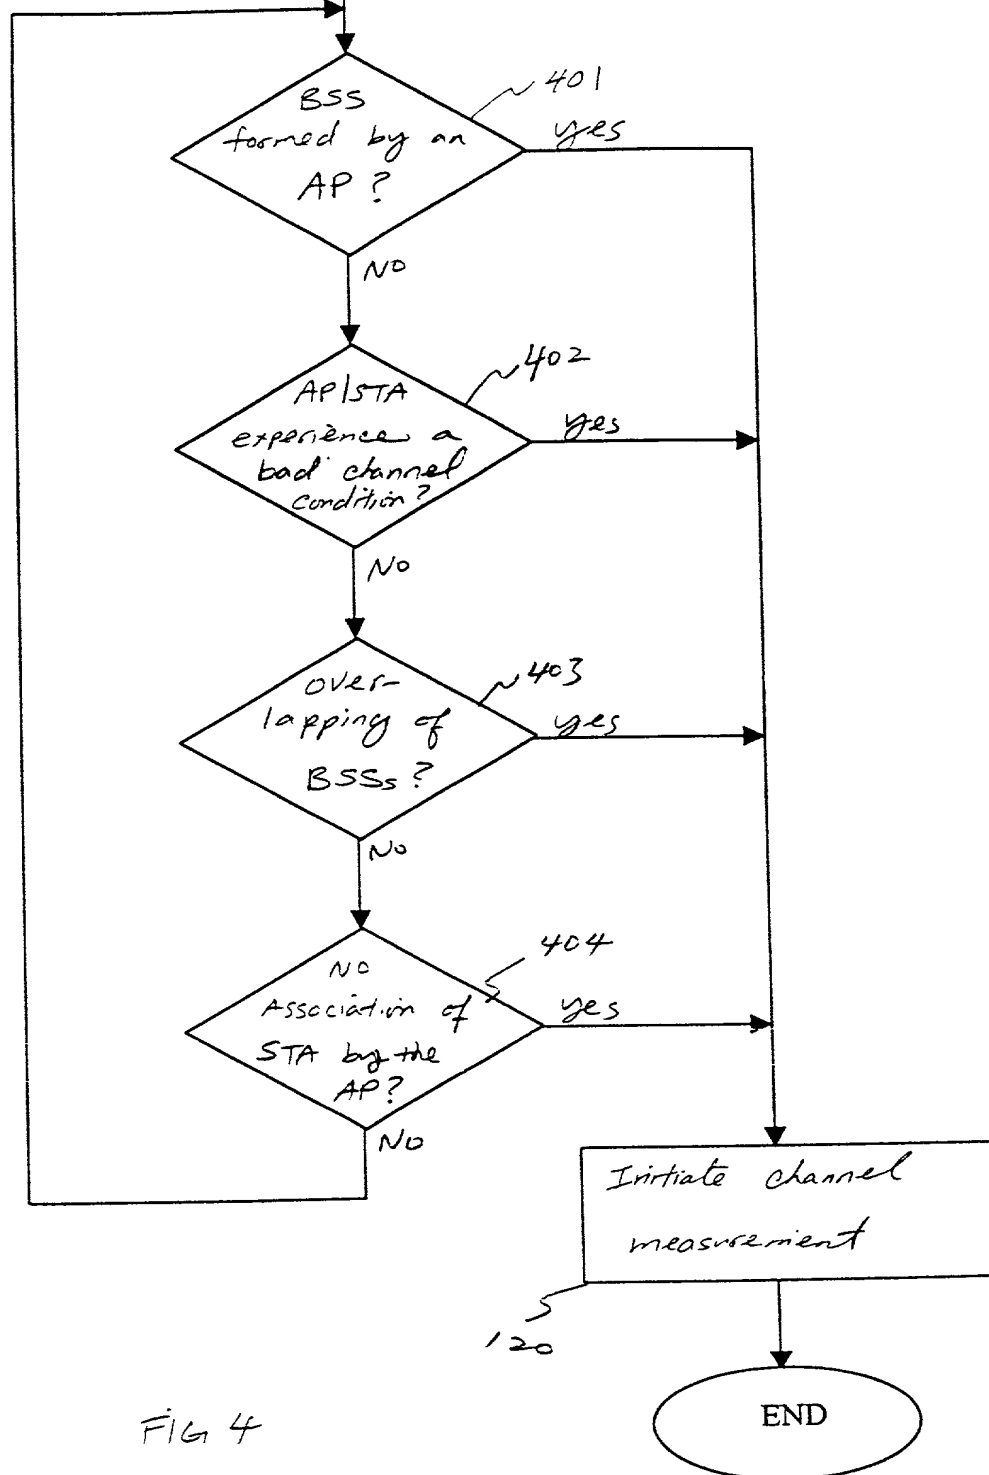 401
BSS
formed by an
AP?
yes
NO
402
AP/STA
experience a
bad channel
condition?
yes
NO
403
over-
lapping of
BSSs?
yes
NO
404
NO
Association of
STA by the
AP?
yes
NO
Initiate channel
measurement
120
END
FIG 4